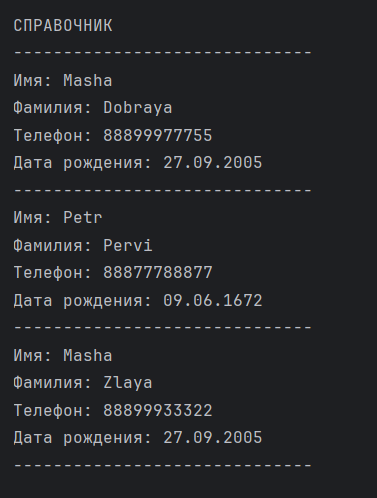 СПРАВОЧНИК
------------------------------
Имя: Masha
Фамилия: Dobraya
Телефон: 88899977755
Дата рождения: 27.09.2005
------------------------------
Имя: Petr
Фамилия: Pervi
Телефон: 88877788877
Дата рождения: 09.06.1672
------------------------------
Имя: Masha
Фамилия: Zlaya
Телефон: 88899933322
Дата рождения: 27.09.2005
------------------------------